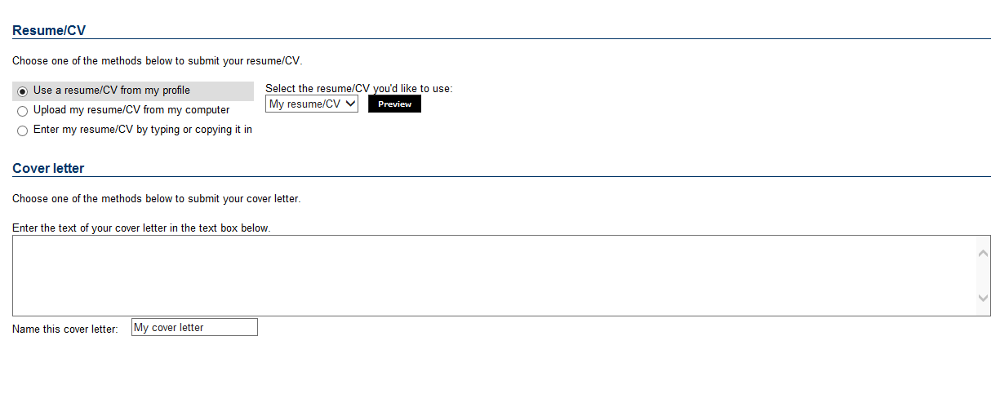 Resume/CV
Choose one of the methods below to submit your resume/CV.
Use a resume/CV from my profile
Upload my resume/CV from my computer
Enter my resume/CV by typing or copying it in
Select the resume/CV you'd like to use:
My resume/CV Preview
Cover letter
Choose one of the methods below to submit your cover letter.
Enter the text of your cover letter in the text box below.
Name this cover letter: My cover letter